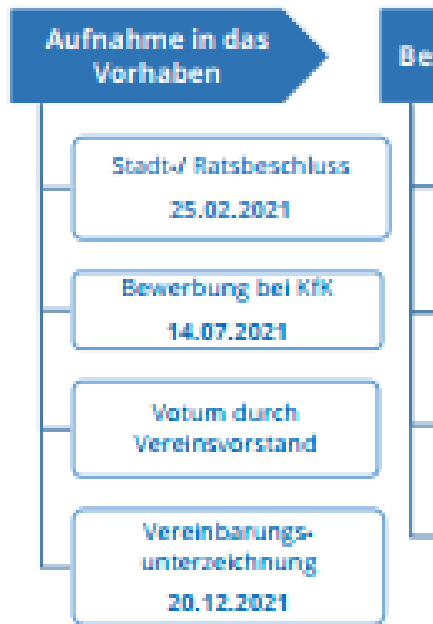 Aufnahme in das
Vorhaben
Be
Stadt-/ Ratsbeschluss
25.02.2021
Bewerbung bei KfK
14.07.2021
Votum durch
Vereinsvorstand
Vereinbarungs-
unterzeichnung
20.12.2021